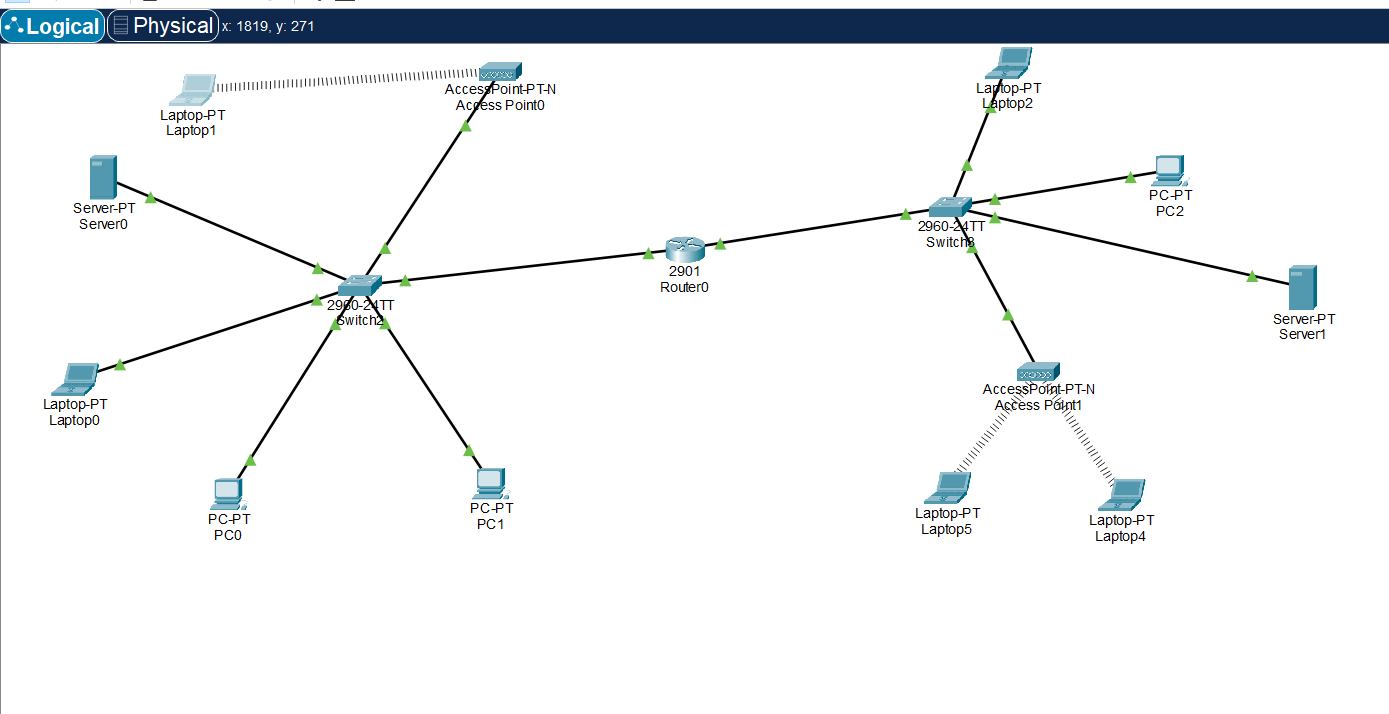 Logical Physical x: 1819, y: 271
Laptop-PT
Laptop1
AccessPoint-PT-N
Access Point0
Server-PT
Server0
2960-24TT
Switch2
Laptop-PT
Laptop0
PC-PT
PC0
PC-PT
PC1
2901
Router0
Laptop-PT
Laptop2
PC-PT
PC2
2960-24TT
Switch3
Server-PT
Server1
AccessPoint-PT-N
Access Point1
Laptop-PT
Laptop5
Laptop-PT
Laptop4